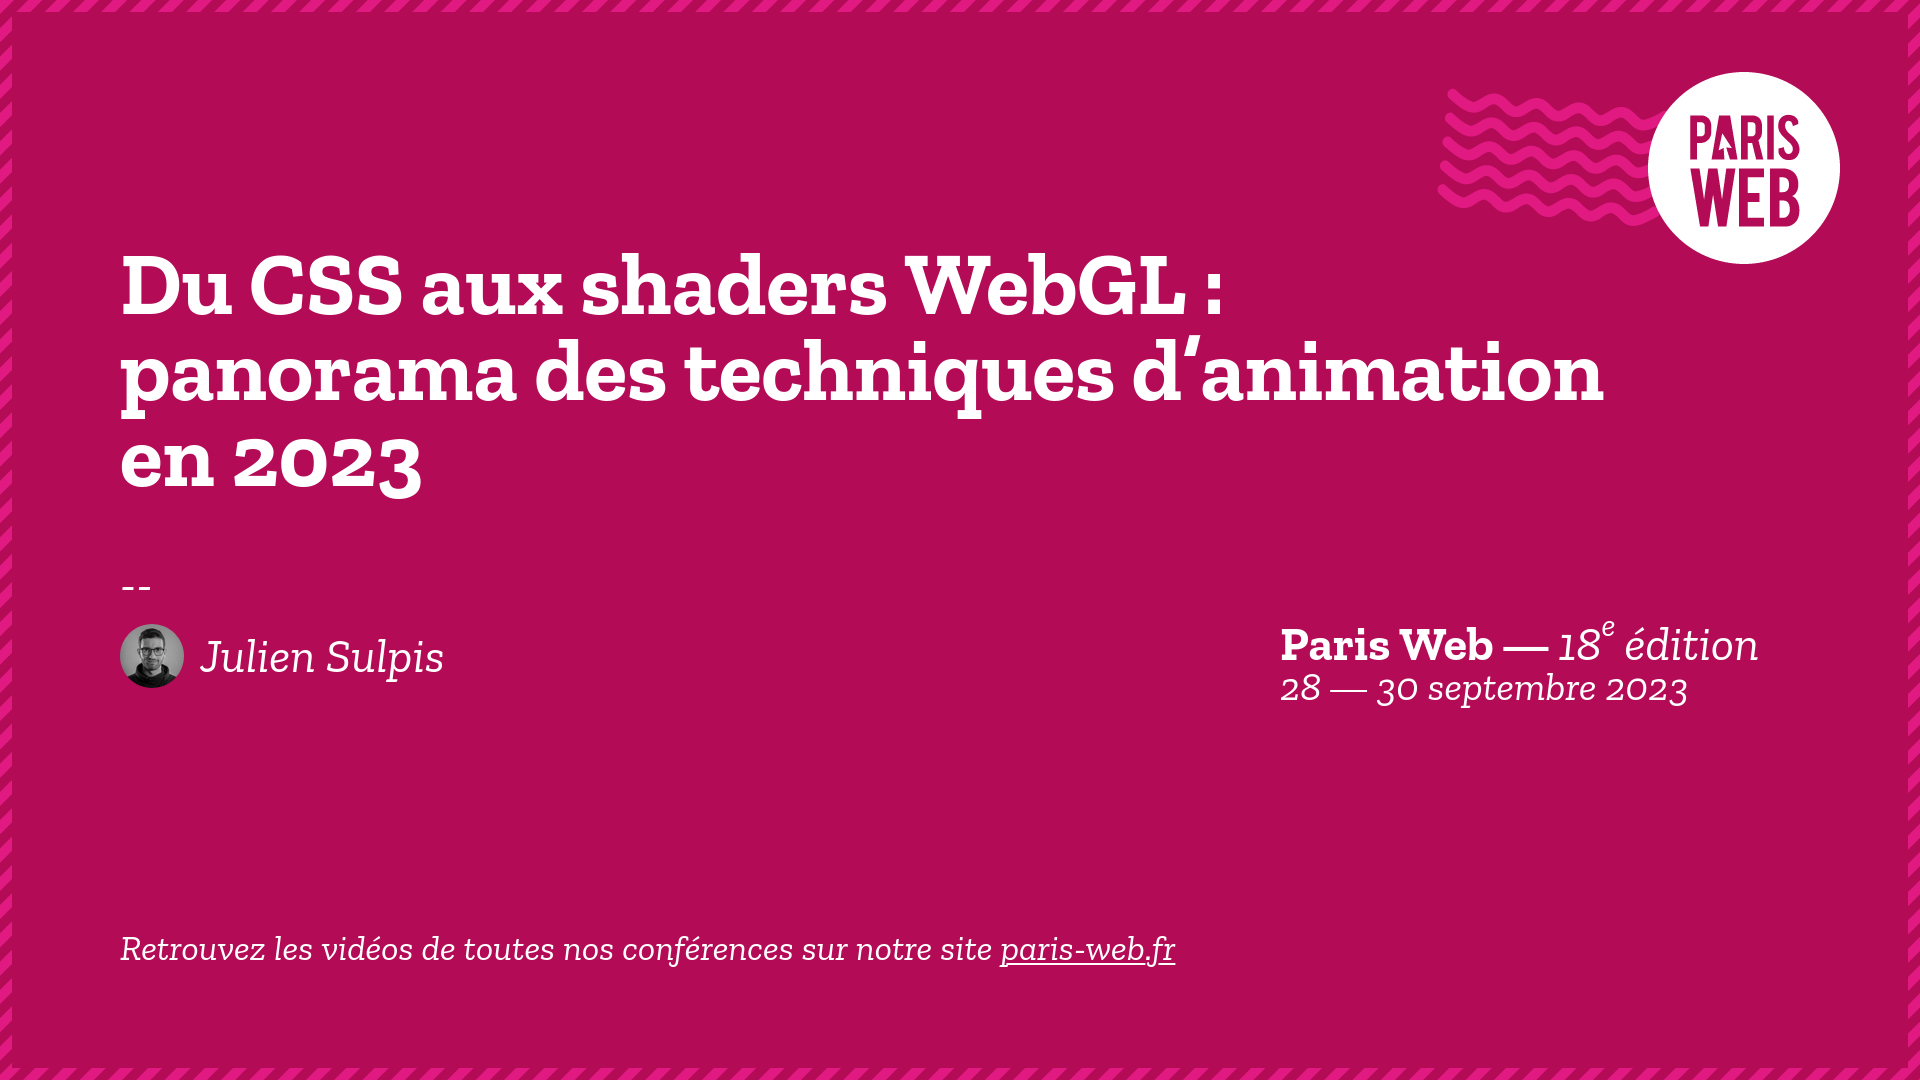 PARIS
WEB
Du CSS aux shaders WebGL :
panorama des techniques d’animation
en 2023
--
Julien Sulpis
Paris Web — 18e édition
28 — 30 septembre 2023
Retrouvez les vidéos de toutes nos conférences sur notre site paris-web.fr